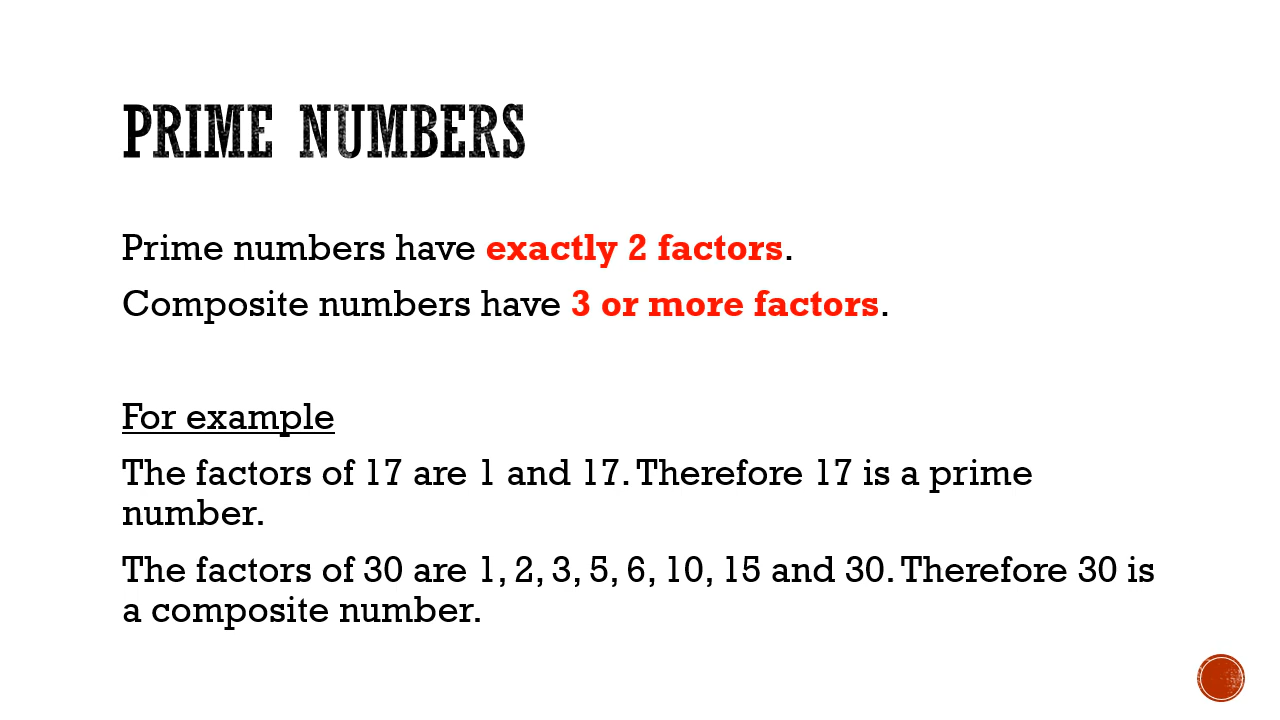 PRIME NUMBERS
Prime numbers have exactly 2 factors.
Composite numbers have 3 or more factors.
For example
The factors of 17 are 1 and 17. Therefore 17 is a prime
number.
The factors of 30 are 1, 2, 3, 5, 6, 10, 15 and 30. Therefore 30 is
a composite number.